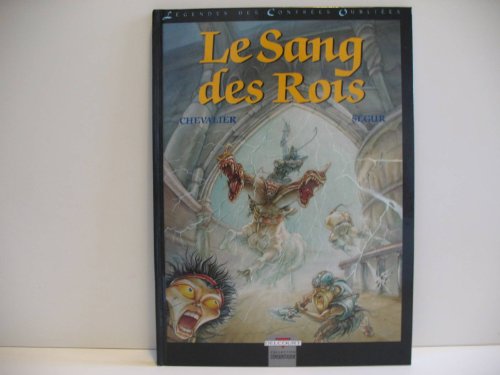 LÉGENDES DES CONTRÉES OUBLIÉES
Le Sang
des Rois
CHEVALIER SÉGUR
DELCOURT